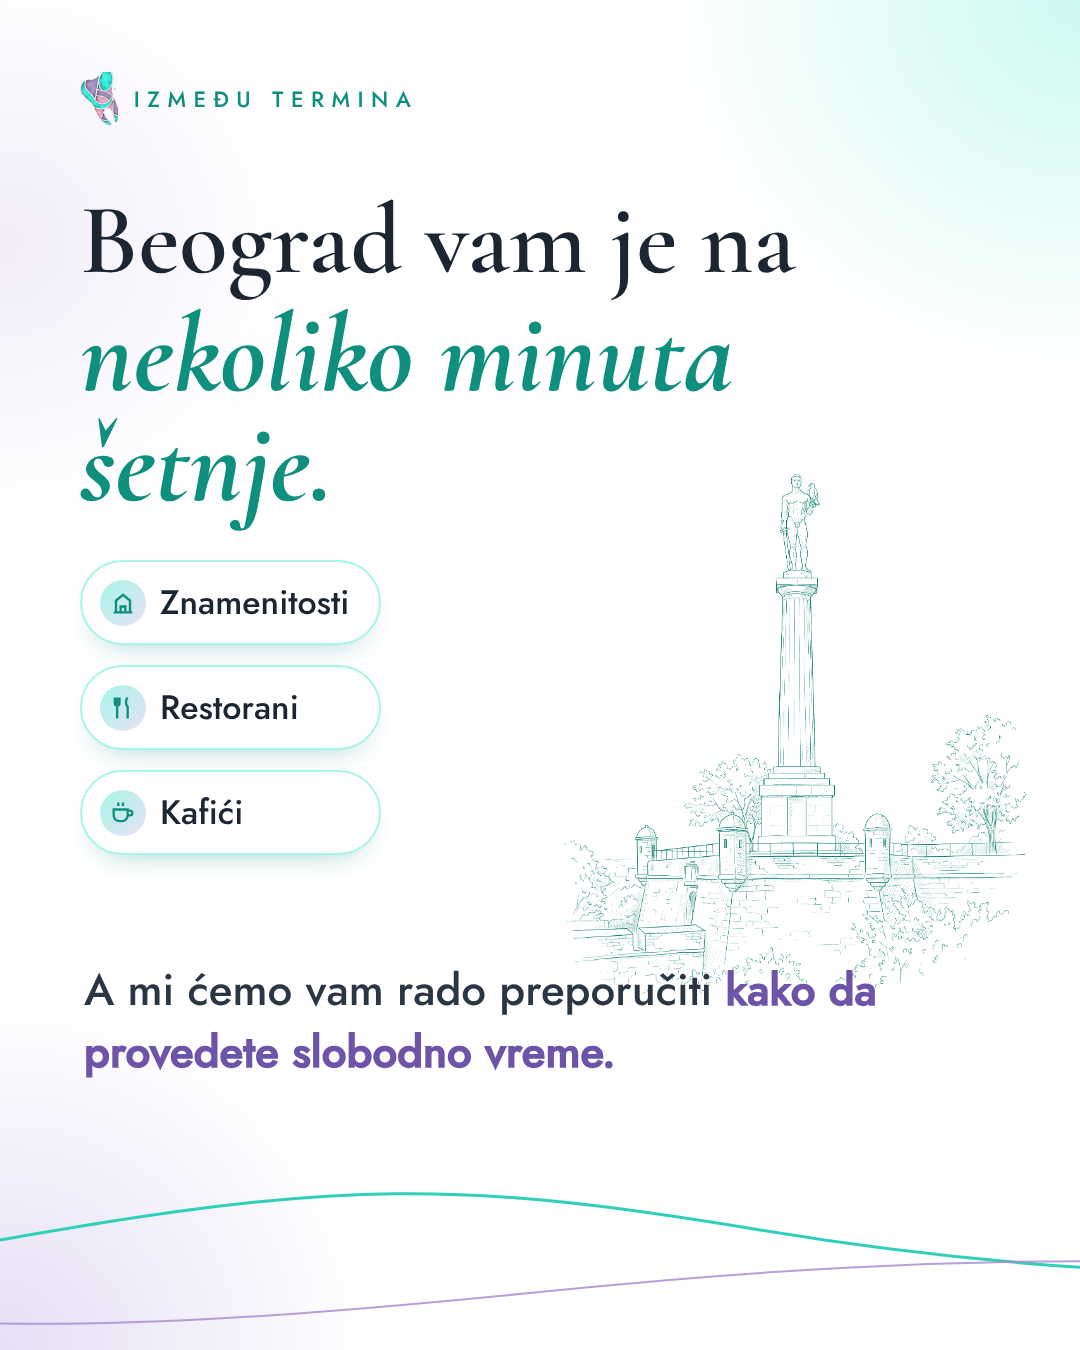 IZMEĐU TERMINA
Beograd vam je na
nekoliko minuta
šetnje.
Znamenitosti
Restorani
Kafići
A mi ćemo vam rado preporučiti kako da
provedete slobodno vreme.